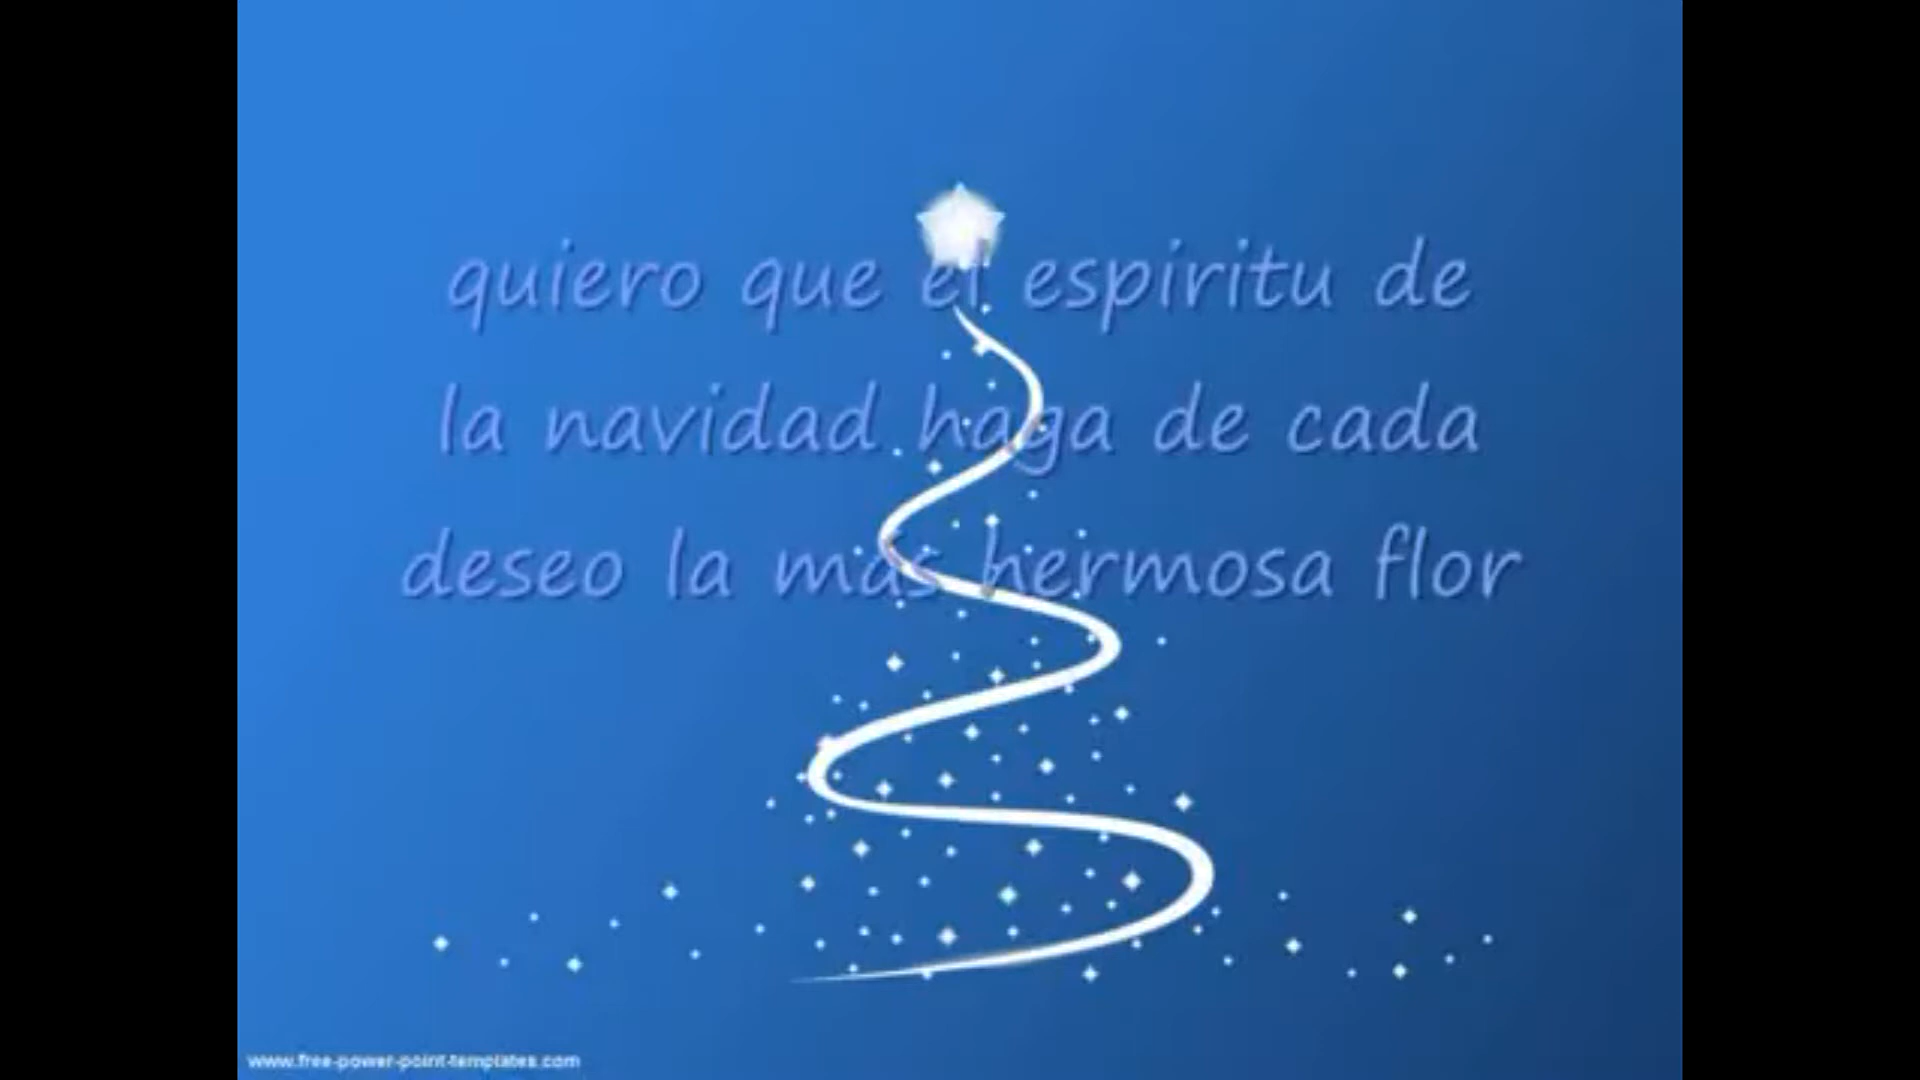 quiero que el espiritu de
la navidad haga de cada
deseo la mas hermosa flor
www.free-power-point-templates.com